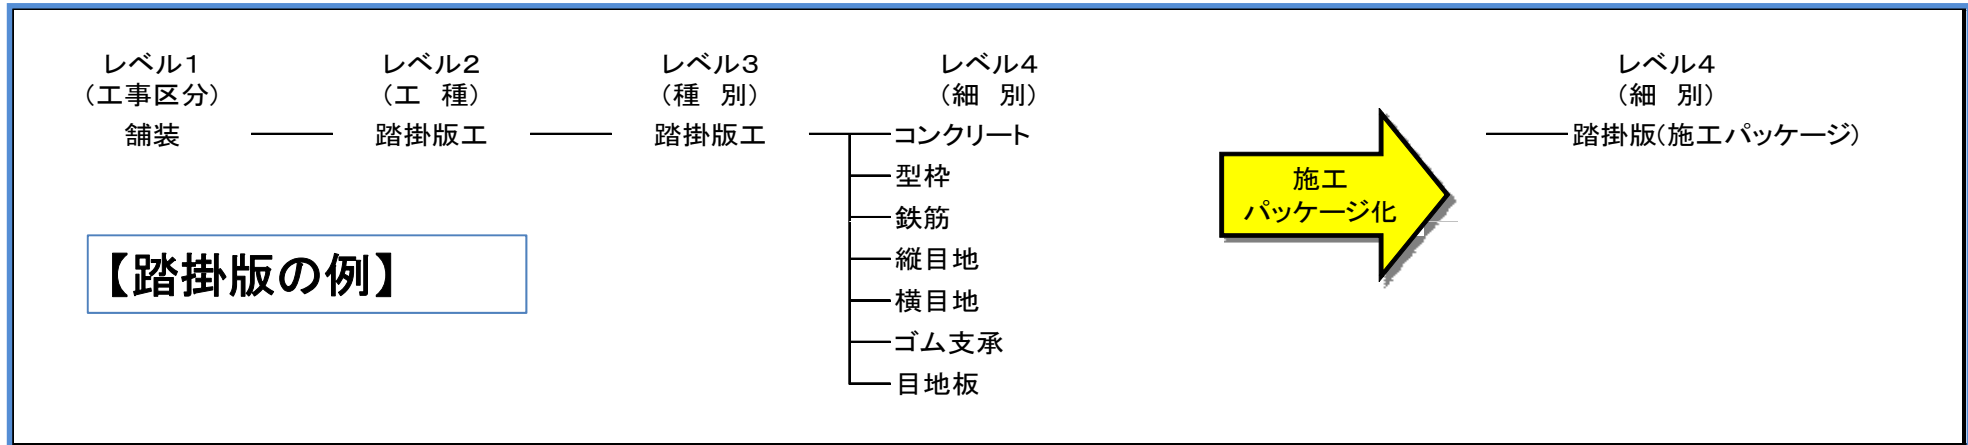 レベル1 レベル2 レベル3 レベル4 レベル4
（工事区分） （工　種） （種　別） （細　別） （細　別）
舗装 踏掛版工 踏掛版工 コンクリート 踏掛版（施工パッケージ）
型枠
鉄筋
縦目地
横目地
ゴム支承
目地板
施工
パッケージ化
【踏掛版の例】